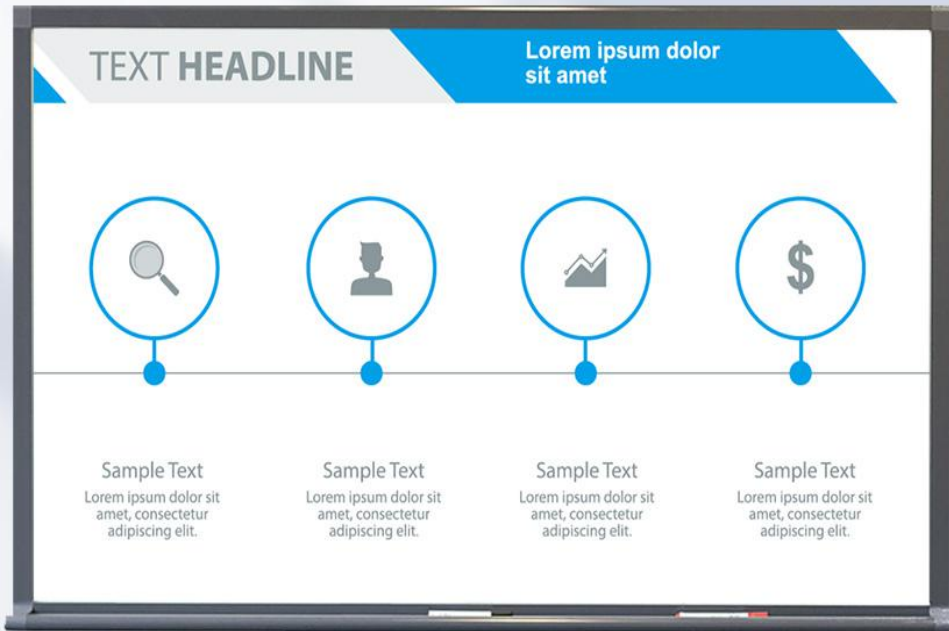 TEXT HEADLINE
Lorem ipsum dolor
sit amet
$
Sample Text
Lorem ipsum dolor sit
amet, consectetur
adipiscing elit.
Sample Text
Lorem ipsum dolor sit
amet, consectetur
adipiscing elit.
Sample Text
Lorem ipsum dolor sit
amet, consectetur
adipiscing elit.
Sample Text
Lorem ipsum dolor sit
amet, consectetur
adipiscing elit.